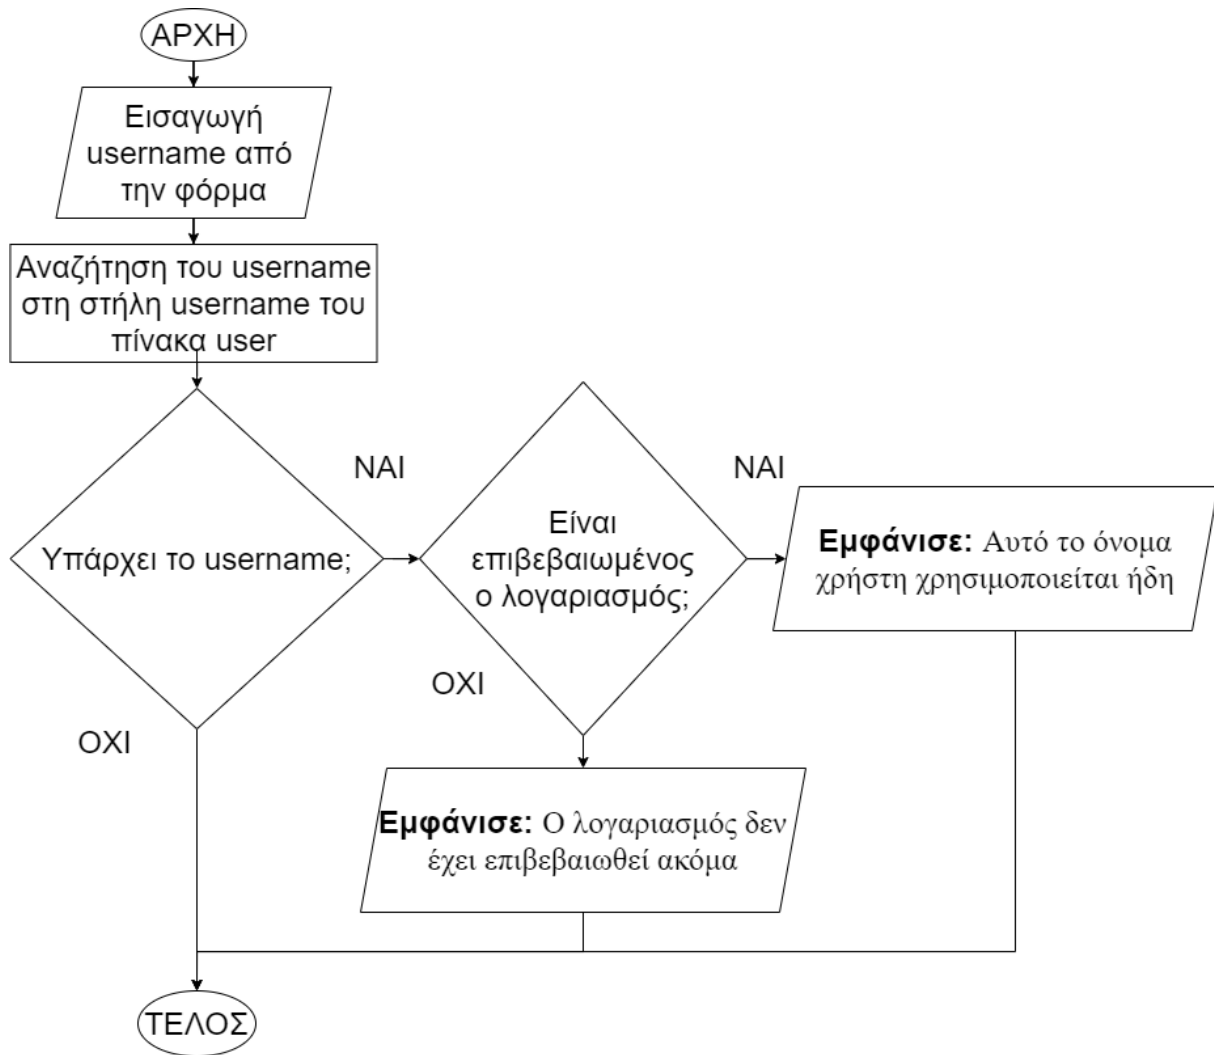 ΑΡΧΗ
Εισαγωγή
username από
την φόρμα
Αναζήτηση του username
στη στήλη username του
πίνακα user
Υπάρχει το username;
ΝΑΙ
Είναι
επιβεβαιωμένος
ο λογαριασμός;
ΝΑΙ
Εμφάνισε: Αυτό το όνομα
χρήστη χρησιμοποιείται ήδη
ΟΧΙ
ΟΧΙ
Εμφάνισε: Ο λογαριασμός δεν
έχει επιβεβαιωθεί ακόμα
ΤΕΛΟΣ